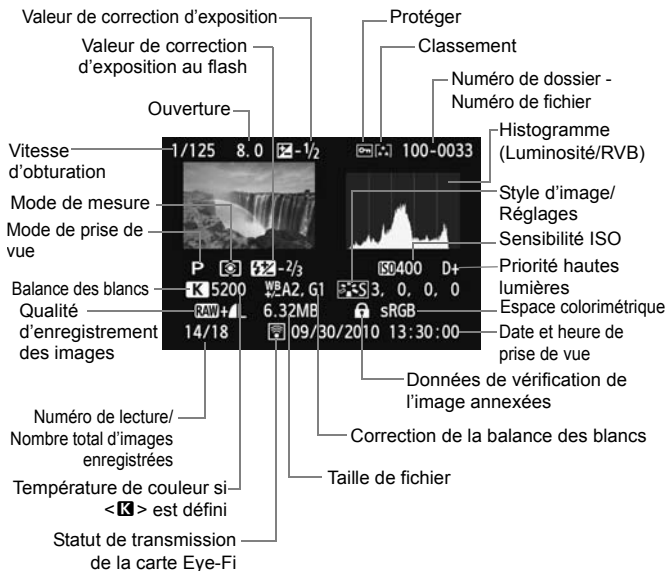 Valeur de correction d'exposition
Protéger
Valeur de correction
d'exposition au flash
Classement
Numéro de dossier -
Numéro de fichier
Ouverture
Histogramme
(Luminosité/RVB)
Vitesse
d'obturation
1/125 8.0 -1/2 100-0033
Style d'image/
Réglages
Mode de mesure
Mode de prise de
vue
Sensibilité ISO
P -2/3 ISO400 D+
Priorité hautes
lumières
Balance des blancs
K 5200 WB+/-A2, G1 S 3, 0, 0, 0
Qualité
d'enregistrement
des images
RAW+L 6.32MB sRGB
Espace colorimétrique
14/18 09/30/2010 13:30:00
Date et heure de
prise de vue
Données de vérification de
l'image annexées
Numéro de lecture/
Nombre total d'images
enregistrées
Correction de la balance des blancs
Taille de fichier
Température de couleur si
<K> est défini
Statut de transmission
de la carte Eye-Fi